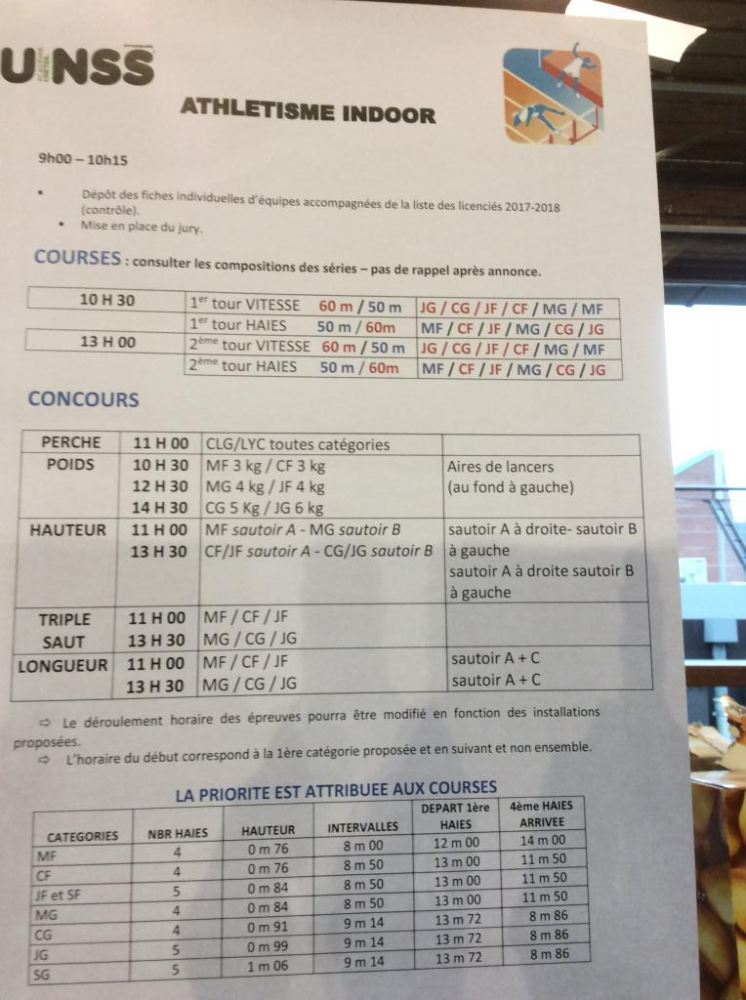 UNSS
ATHLETISME INDOOR
9h00 – 10h15
▪ Dépôt des fiches individuelles d'équipes accompagnées de la liste des licenciés 2017-2018
(contrôle).
▪ Mise en place du jury.
COURSES : consulter les compositions des séries – pas de rappel après annonce.
10 H 30 1er tour VITESSE 60 m / 50 m JG / CG / JF / CF / MG / MF
1er tour HAIES 50 m / 60m MF / CF / JF / MG / CG / JG
13 H 00 2ème tour VITESSE 60 m / 50 m JG / CG / JF / CF / MG / MF
2ème tour HAIES 50 m / 60m MF / CF / JF / MG / CG / JG
CONCOURS
PERCHE 11 H 00 CLG/LYC toutes catégories
POIDS 10 H 30 MF 3 kg / CF 3 kg Aires de lancers
12 H 30 MG 4 kg / JF 4 kg (au fond à gauche)
14 H 30 CG 5 Kg / JG 6 kg
HAUTEUR 11 H 00 MF sautoir A - MG sautoir B sautoir A à droite- sautoir B
13 H 30 CF/JF sautoir A - CG/JG sautoir B à gauche
sautoir A à droite sautoir B
à gauche
TRIPLE 11 H 00 MF / CF / JF
SAUT 13 H 30 MG / CG / JG
LONGUEUR 11 H 00 MF / CF / JF sautoir A + C
13 H 30 MG / CG / JG sautoir A + C
⇨ Le déroulement horaire des épreuves pourra être modifié en fonction des installations
proposées.
⇨ L'horaire du début correspond à la 1ère catégorie proposée et en suivant et non ensemble.
LA PRIORITE EST ATTRIBUEE AUX COURSES
CATEGORIES NBR HAIES HAUTEUR INTERVALLES DEPART 1ère HAIES 4ème HAIES ARRIVEE
MF 4 0 m 76 8 m 00 12 m 00 14 m 00
CF 4 0 m 76 8 m 50 13 m 00 11 m 50
JF et SF 5 0 m 84 8 m 50 13 m 00 11 m 50
MG 4 0 m 84 8 m 50 13 m 00 11 m 50
CG 4 0 m 91 9 m 14 13 m 72 8 m 86
JG 5 0 m 99 9 m 14 13 m 72 8 m 86
SG 5 1 m 06 9 m 14 13 m 72 8 m 86